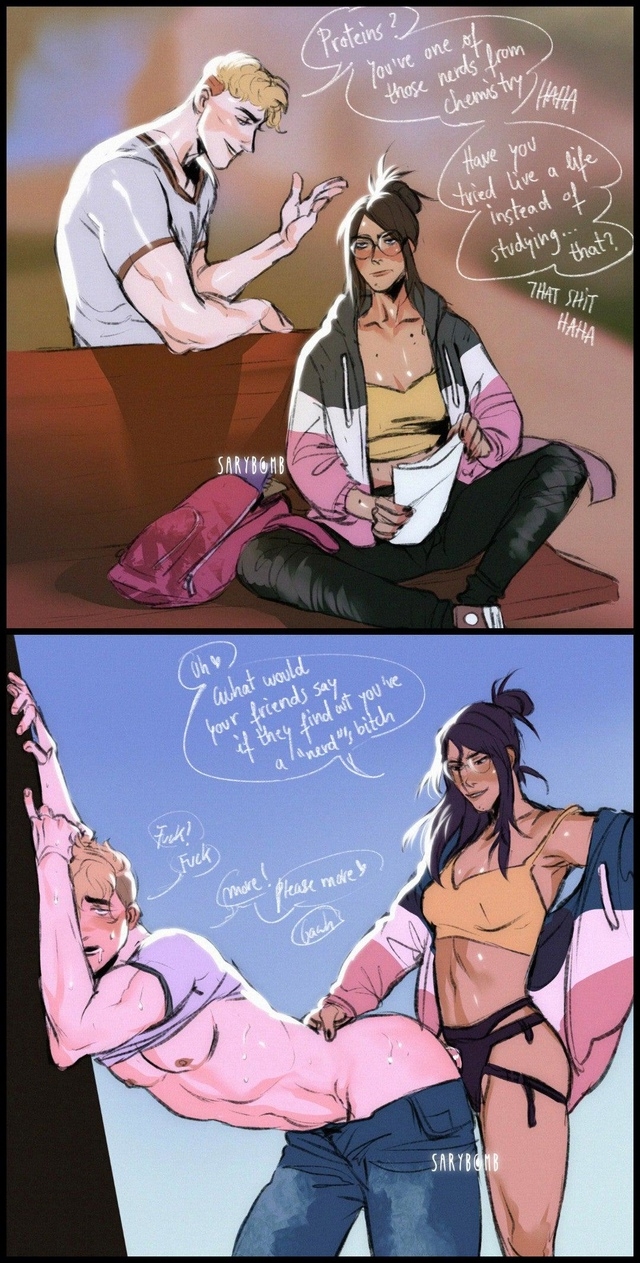 Proteins?
you've one of
those nerds from
chemistry
HAHA
Have you
tried live a life
instead of
studying...
that?
THAT SHIT
HAHA
SARYBOMB
Oh♥
What would
your friends say
if they find out you've
a "nerd"'s bitch
Fuck!
Fuck
more!
Please more♥
Gaah
SARYBOMB